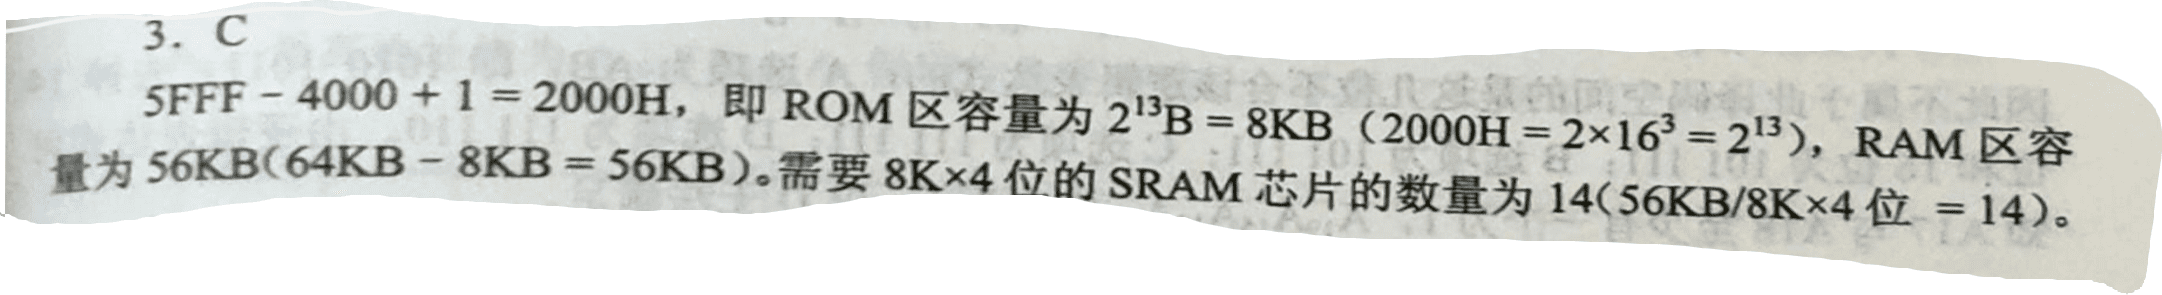 3. C
5FFF - 4000 + 1 = 2000H，即 ROM 区容量为 2¹³B = 8KB（2000H = 2×16³ = 2¹³），RAM 区容
量为 56KB(64KB - 8KB = 56KB)。需要 8K×4 位的 SRAM 芯片的数量为 14(56KB/8K×4 位 = 14)。